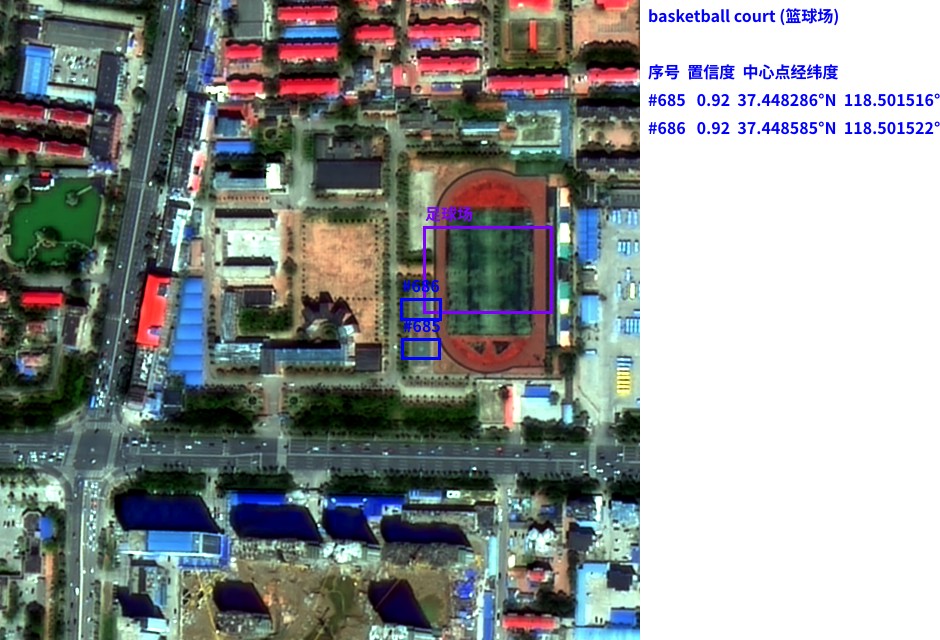 basketball court (篮球场)
序号 置信度 中心点经纬度
#685 0.92 37.448286°N 118.501516°
#686 0.92 37.448585°N 118.501522°
足球场
#686
#685